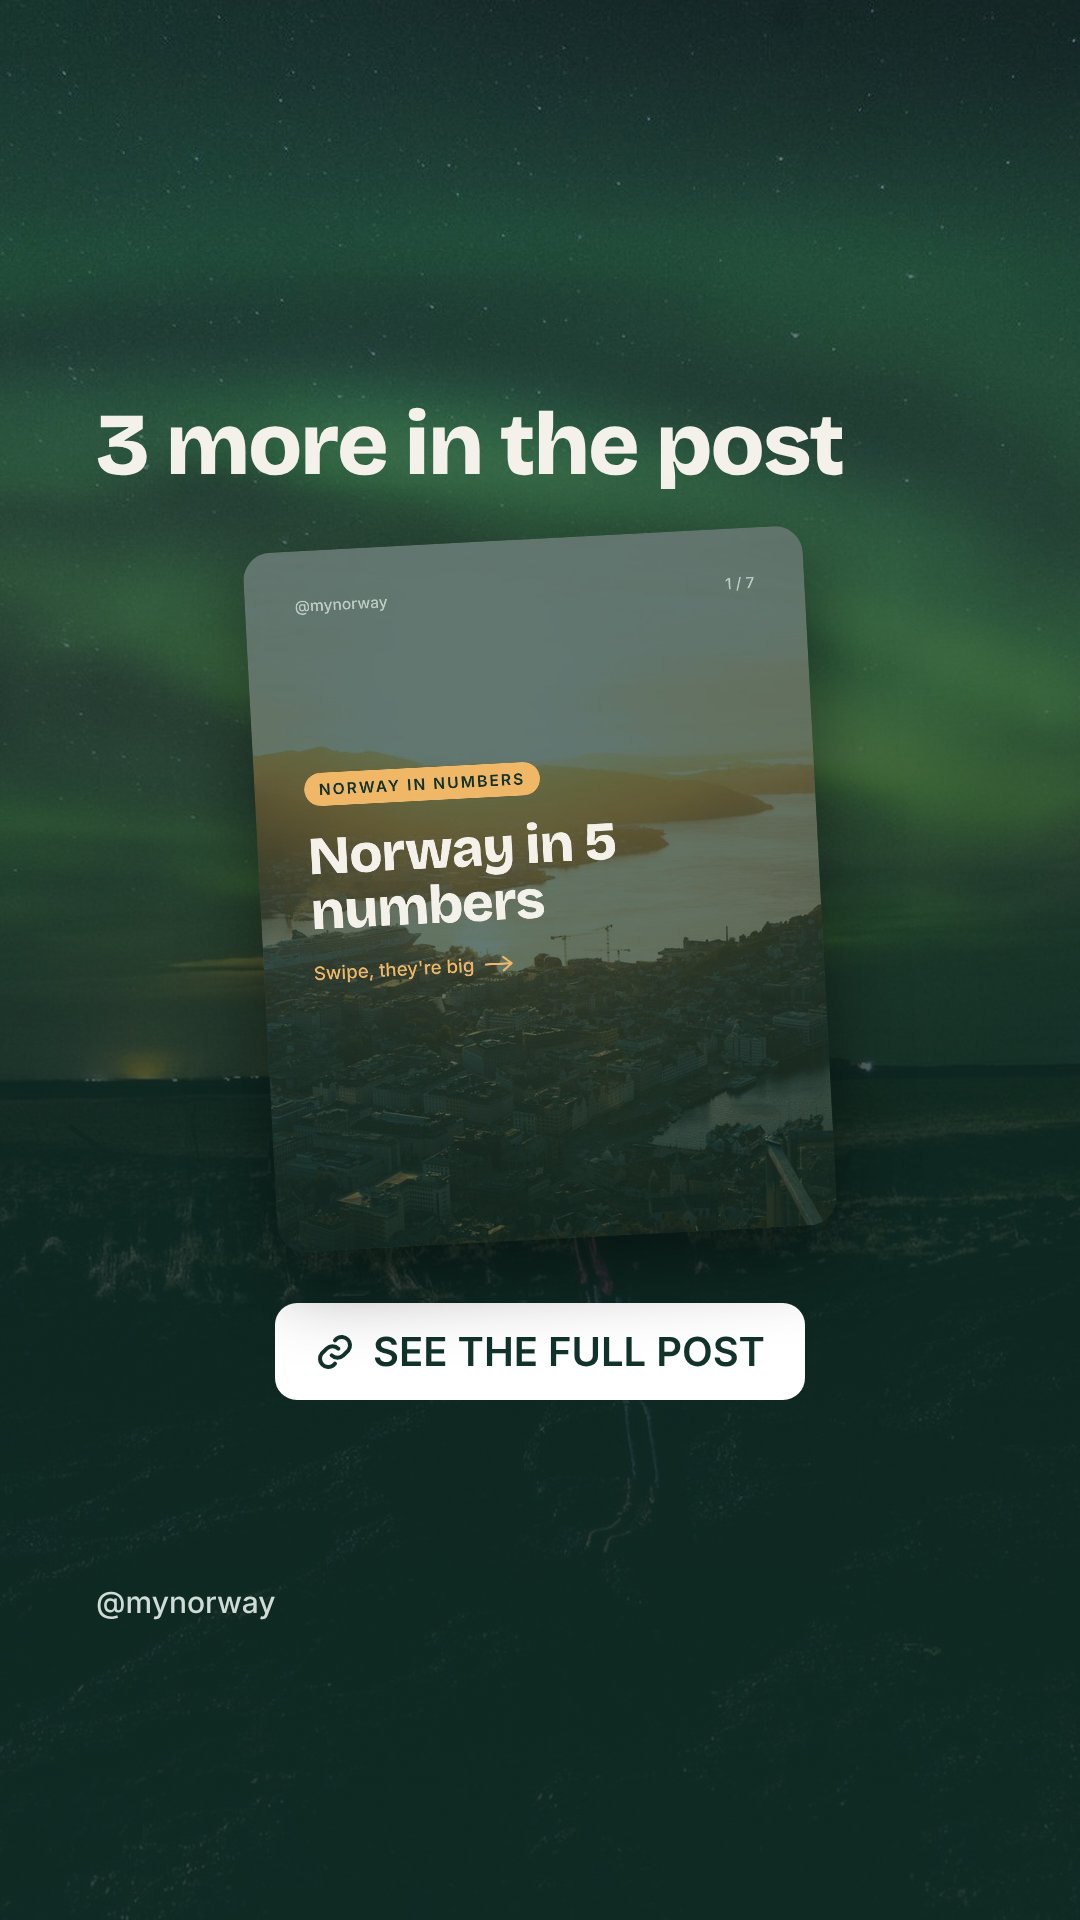 3 more in the post
@mynorway
1 / 7
NORWAY IN NUMBERS
Norway in 5
numbers
Swipe, they're big →
SEE THE FULL POST
@mynorway